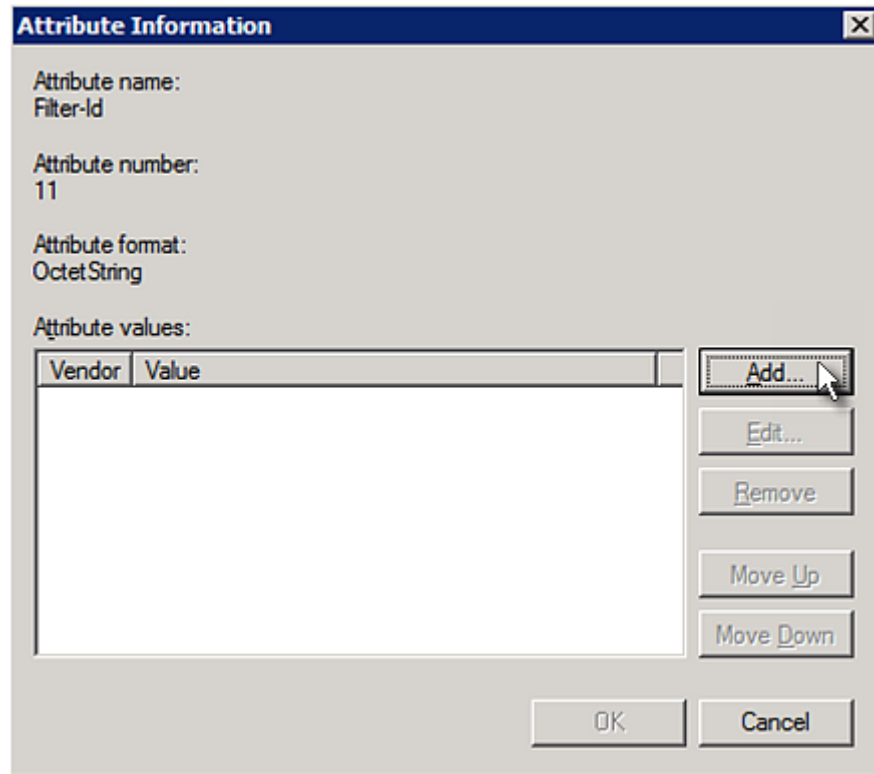 Attribute Information
Attribute name:
Filter-Id
Attribute number:
11
Attribute format:
OctetString
Attribute values:
Vendor Value
Add...
Edit...
Remove
Move Up
Move Down
OK Cancel